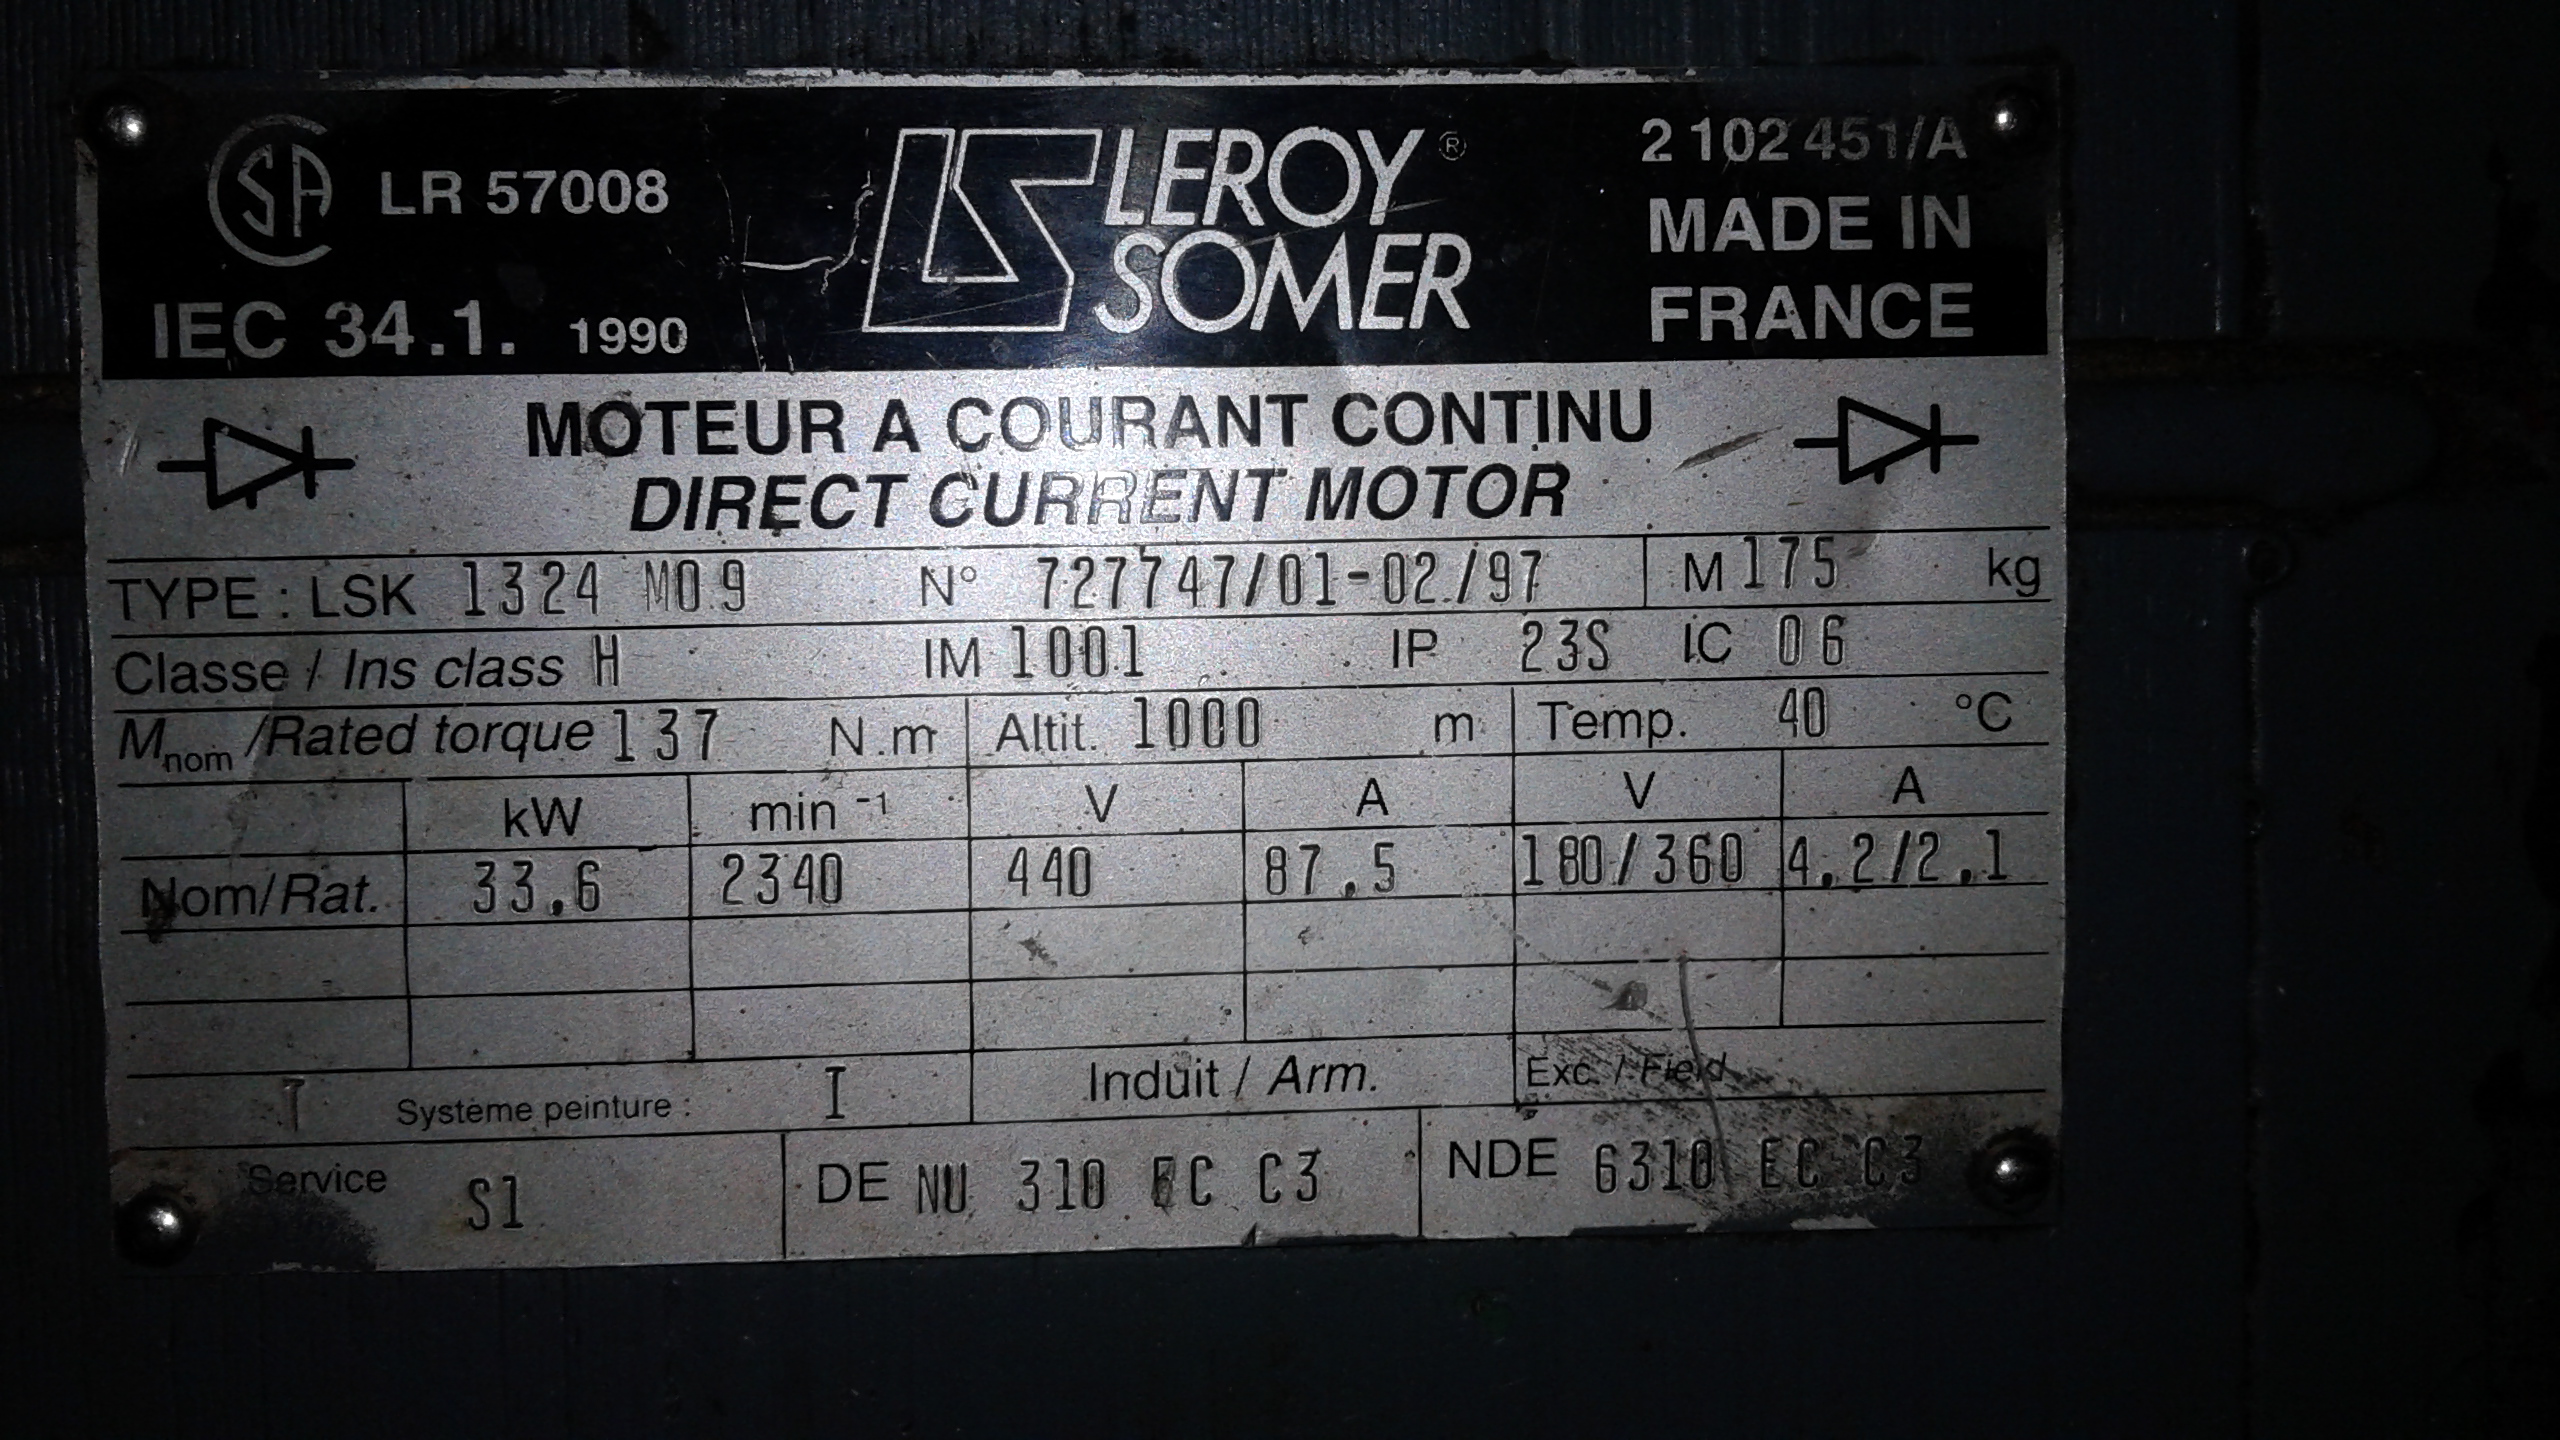 CSA LR 57008
IEC 34.1. 1990
LS LEROY SOMER ®
2 102 451/A
MADE IN
FRANCE
MOTEUR A COURANT CONTINU
DIRECT CURRENT MOTOR
TYPE : LSK 1324 M09 N° 727747/01-02/97 M 175 kg
Classe / Ins class H IM 1001 IP 23S IC 06
Mnom /Rated torque 137 N.m Altit. 1000 m Temp. 40 °C
kW min -1 V A V A
Nom/Rat. 33,6 2340 440 87,5 180/360 4,2/2,1
T Système peinture : I Induit / Arm. Exc. / Field
Service S1 DE NU 310 EC C3 NDE 6310 EC C3